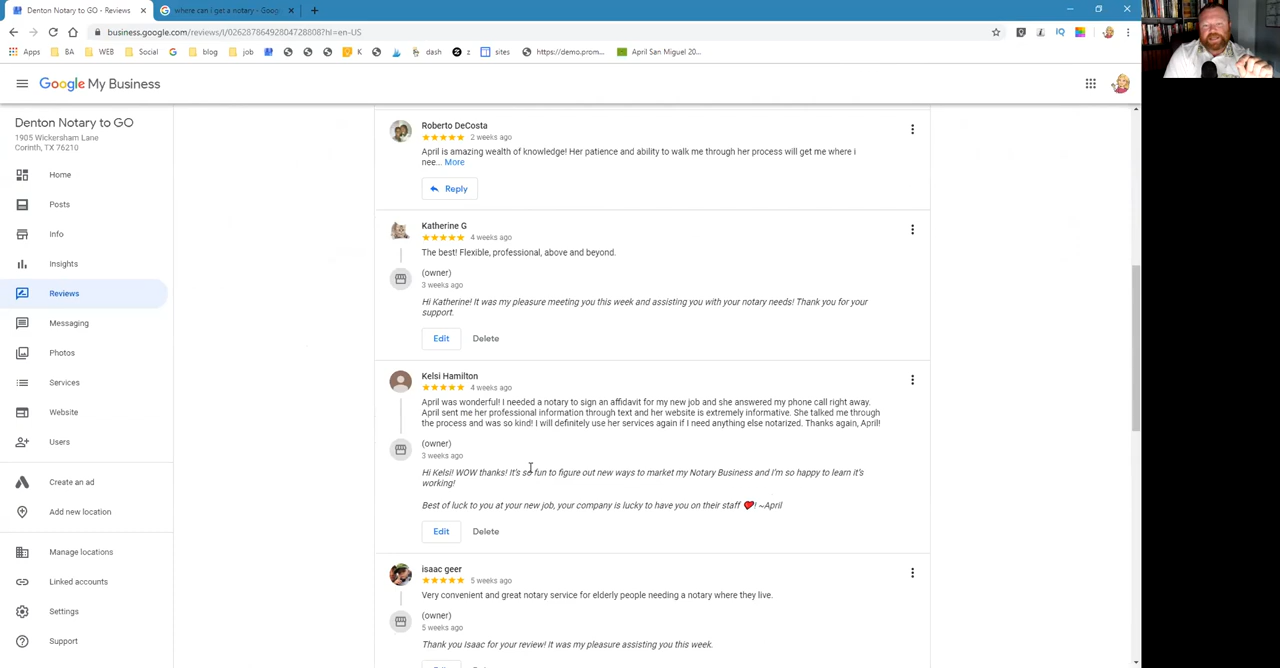 Denton Notary to GO - Reviews
where can i get a notary - Goog
business.google.com/reviews/l/02628786492804728808?hl=en-US
Apps BA WEB Social blog job K dash z sites https://demo.prom... April San Miguel 20...
Google My Business
Denton Notary to GO
1905 Wickersham Lane
Corinth, TX 76210
Home
Posts
Info
Insights
Reviews
Messaging
Photos
Services
Website
Users
Create an ad
Add new location
Manage locations
Linked accounts
Settings
Support
Roberto DeCosta
2 weeks ago
April is amazing wealth of knowledge! Her patience and ability to walk me through her process will get me where i
nee... More
Reply
Katherine G
4 weeks ago
The best! Flexible, professional, above and beyond.
(owner)
3 weeks ago
Hi Katherine! It was my pleasure meeting you this week and assisting you with your notary needs! Thank you for your
support.
Edit Delete
Kelsi Hamilton
4 weeks ago
April was wonderful! I needed a notary to sign an affidavit for my new job and she answered my phone call right away.
April sent me her professional information through text and her website is extremely informative. She talked me through
the process and was so kind! I will definitely use her services again if I need anything else notarized. Thanks again, April!
(owner)
3 weeks ago
Hi Kelsi! WOW thanks! It's so fun to figure out new ways to market my Notary Business and I'm so happy to learn it's
working!
Best of luck to you at your new job, your company is lucky to have you on their staff ❤! ~April
Edit Delete
isaac geer
5 weeks ago
Very convenient and great notary service for elderly people needing a notary where they live.
(owner)
5 weeks ago
Thank you Isaac for your review! It was my pleasure assisting you this week.